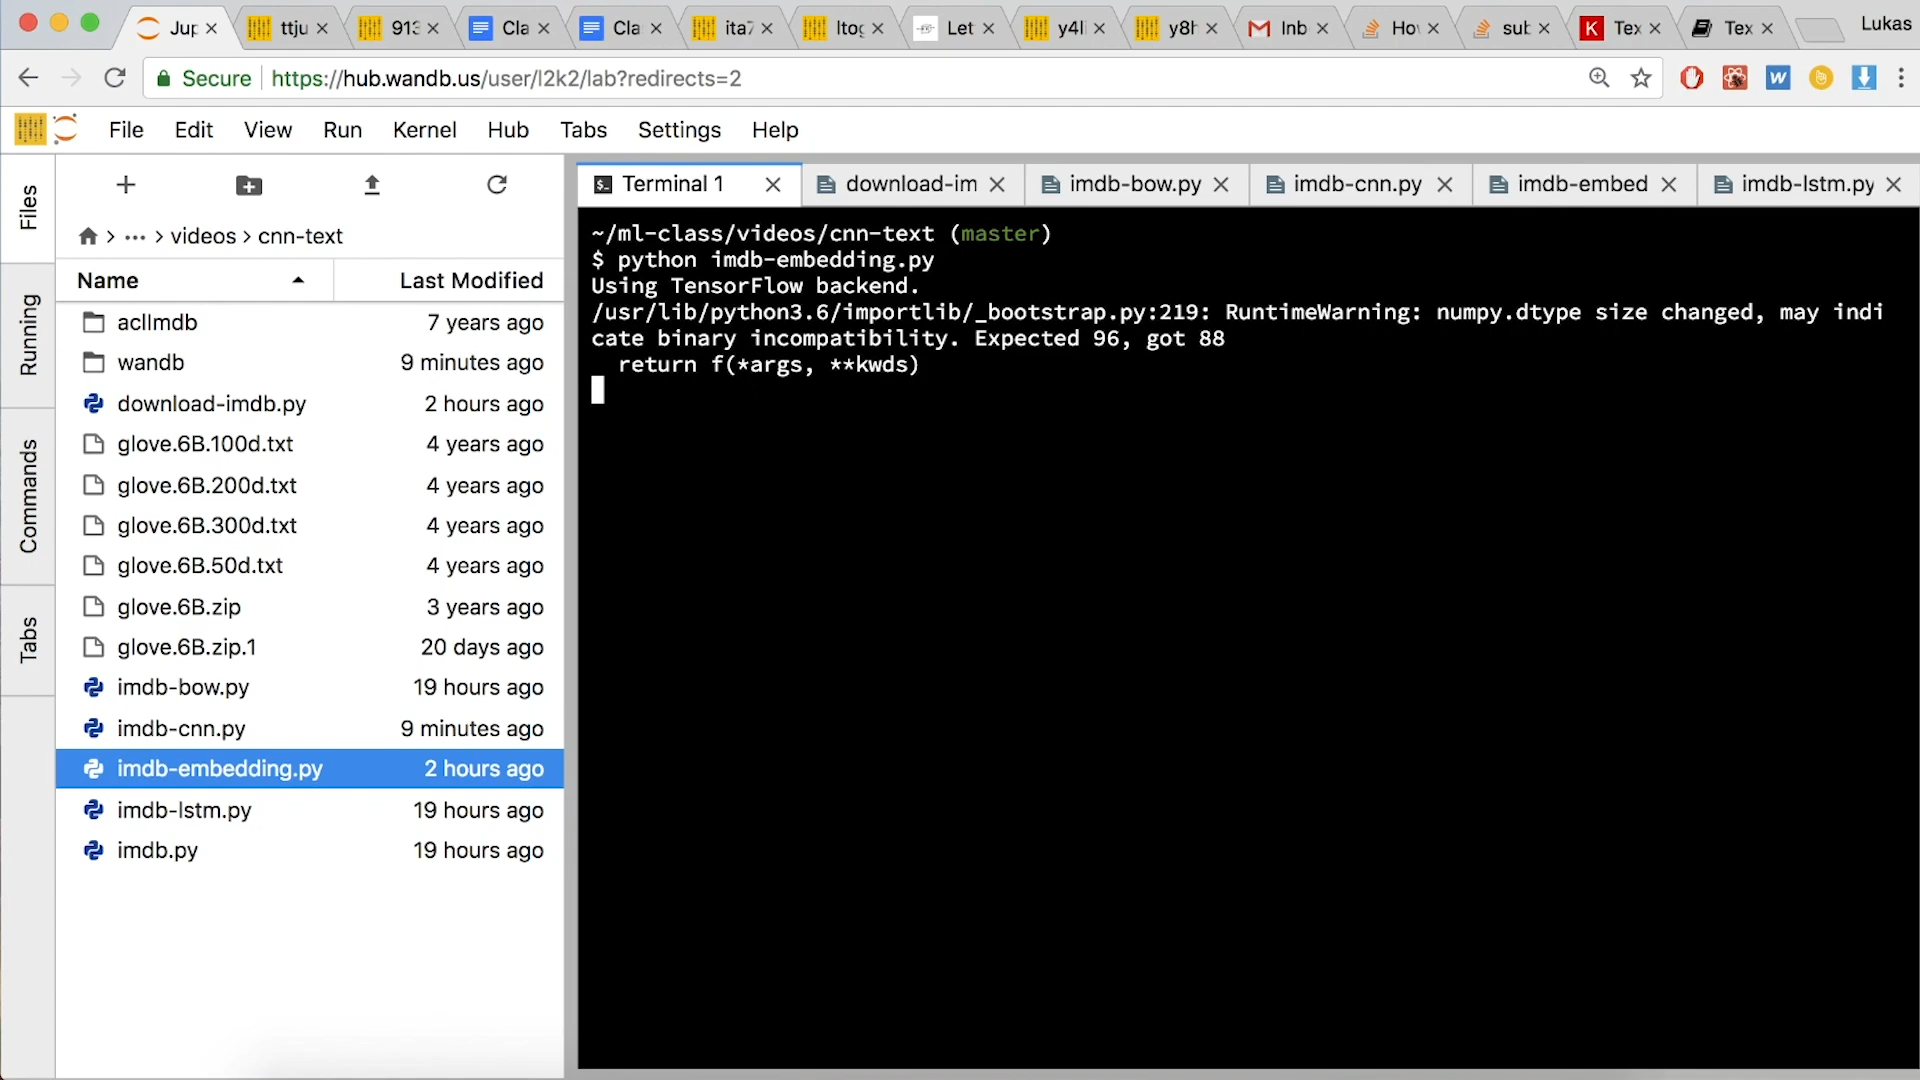 Jup
ttju
913
Cla
Cla
ita7
ltog
Let
y4li
y8h
Inb
Ho
sub
K Tex
Tex
Lukas
Secure https://hub.wandb.us/user/l2k2/lab?redirects=2
W
File Edit View Run Kernel Hub Tabs Settings Help
Files
Running
Commands
Tabs
··· > videos > cnn-text
Name Last Modified
aclImdb 7 years ago
wandb 9 minutes ago
download-imdb.py 2 hours ago
glove.6B.100d.txt 4 years ago
glove.6B.200d.txt 4 years ago
glove.6B.300d.txt 4 years ago
glove.6B.50d.txt 4 years ago
glove.6B.zip 3 years ago
glove.6B.zip.1 20 days ago
imdb-bow.py 19 hours ago
imdb-cnn.py 9 minutes ago
imdb-embedding.py 2 hours ago
imdb-lstm.py 19 hours ago
imdb.py 19 hours ago
Terminal 1
download-im
imdb-bow.py
imdb-cnn.py
imdb-embed
imdb-lstm.py
~/ml-class/videos/cnn-text (master)
$ python imdb-embedding.py
Using TensorFlow backend.
/usr/lib/python3.6/importlib/_bootstrap.py:219: RuntimeWarning: numpy.dtype size changed, may indi
cate binary incompatibility. Expected 96, got 88
return f(*args, **kwds)